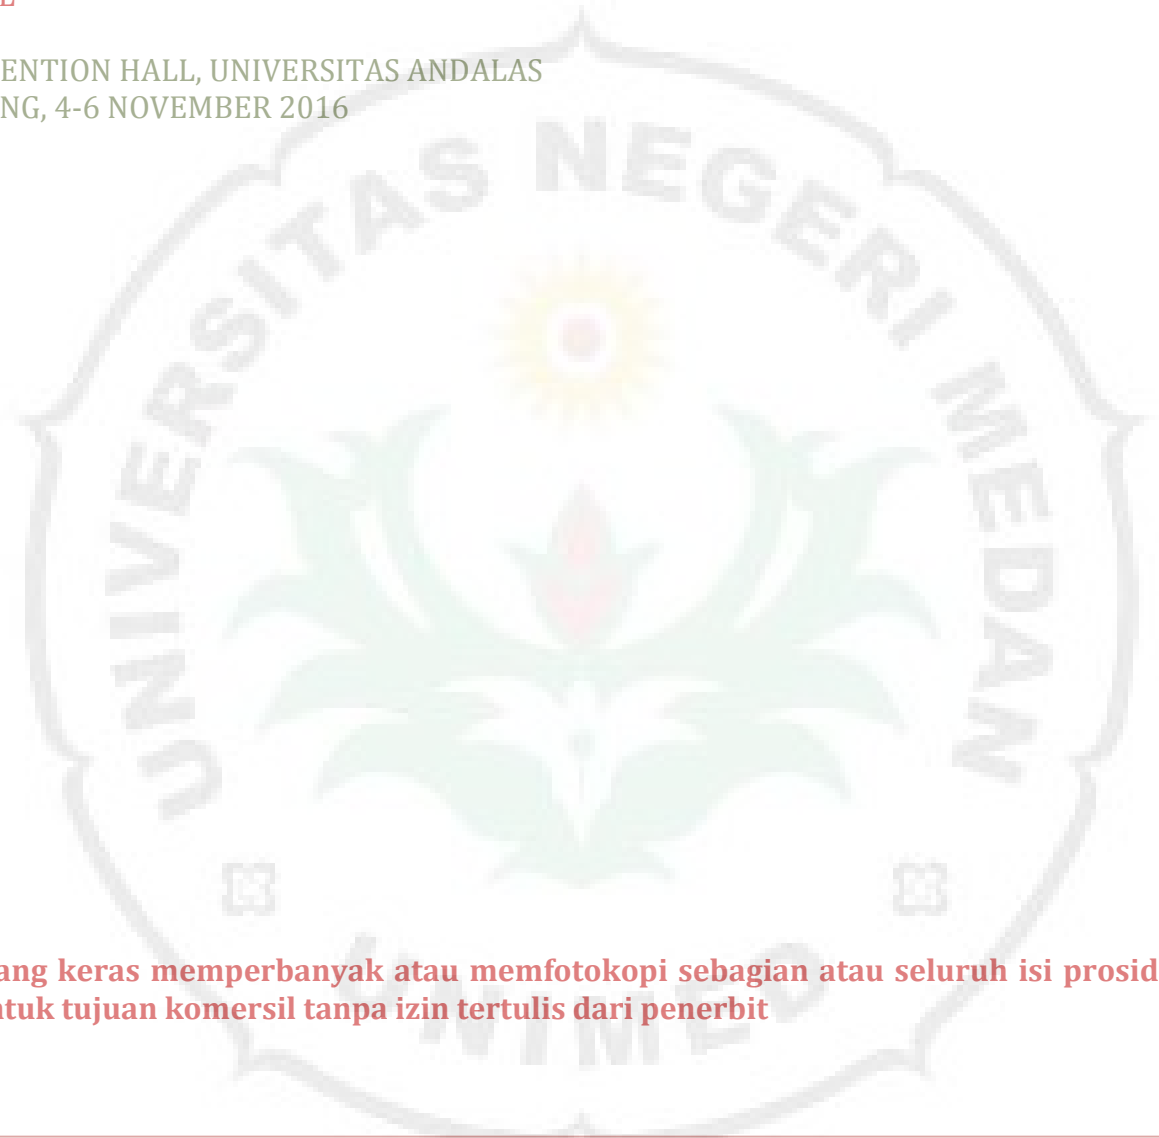 ENTION HALL, UNIVERSITAS ANDALAS
NG, 4-6 NOVEMBER 2016
UNIVERSITAS NEGERI MEDAN
ang keras memperbanyak atau memfotokopi sebagian atau seluruh isi prosid
tuk tujuan komersil tanpa izin tertulis dari penerbit
UNIMED